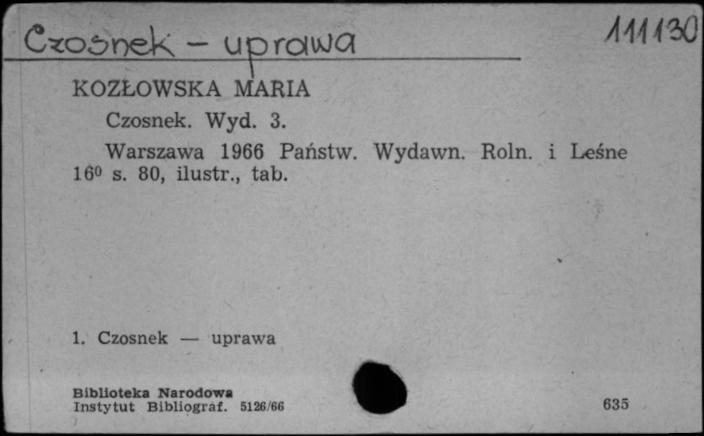 Czosnek – uprawa 111130
KOZŁOWSKA MARIA
Czosnek. Wyd. 3.
Warszawa 1966 Państw. Wydawn. Roln. i Leśne
16⁰ s. 80, ilustr., tab.
1. Czosnek — uprawa
Biblioteka Narodowa
Instytut Bibliograf. 5126/66 635